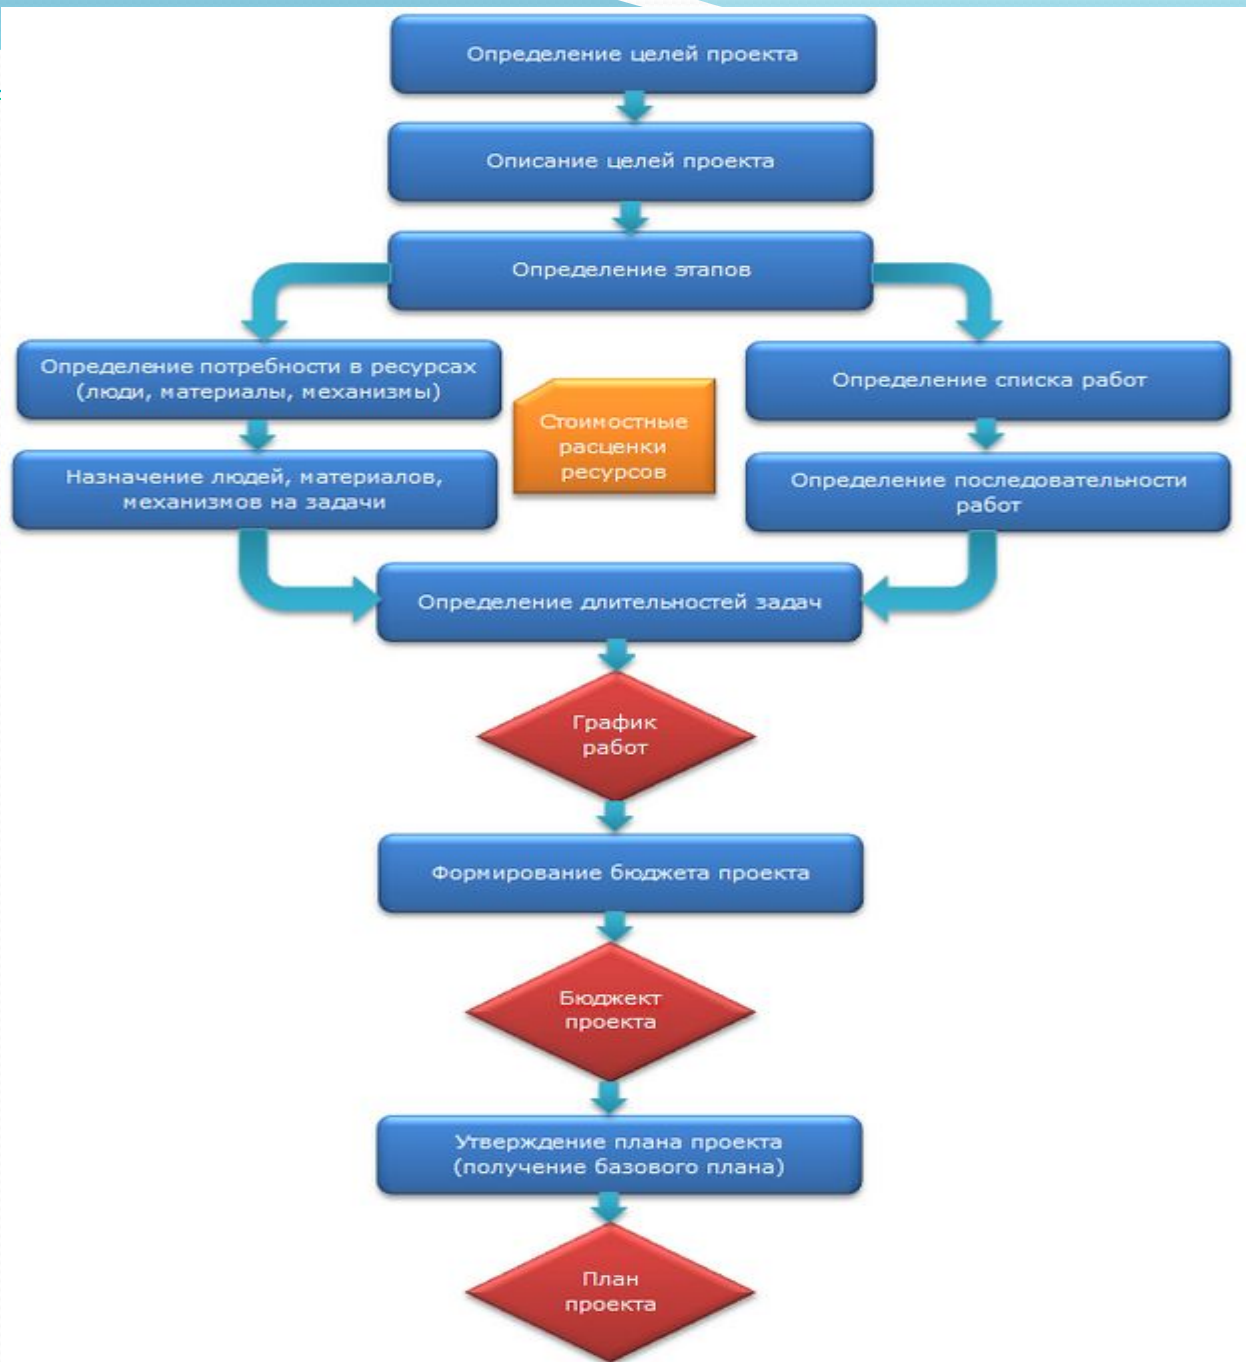 Определение целей проекта
Описание целей проекта
Определение этапов
Определение потребности в ресурсах
(люди, материалы, механизмы)
Стоимостные
расценки
ресурсов
Определение списка работ
Назначение людей, материалов,
механизмов на задачи
Определение последовательности
работ
Определение длительностей задач
График
работ
Формирование бюджета проекта
Бюджект
проекта
Утверждение плана проекта
(получение базового плана)
План
проекта